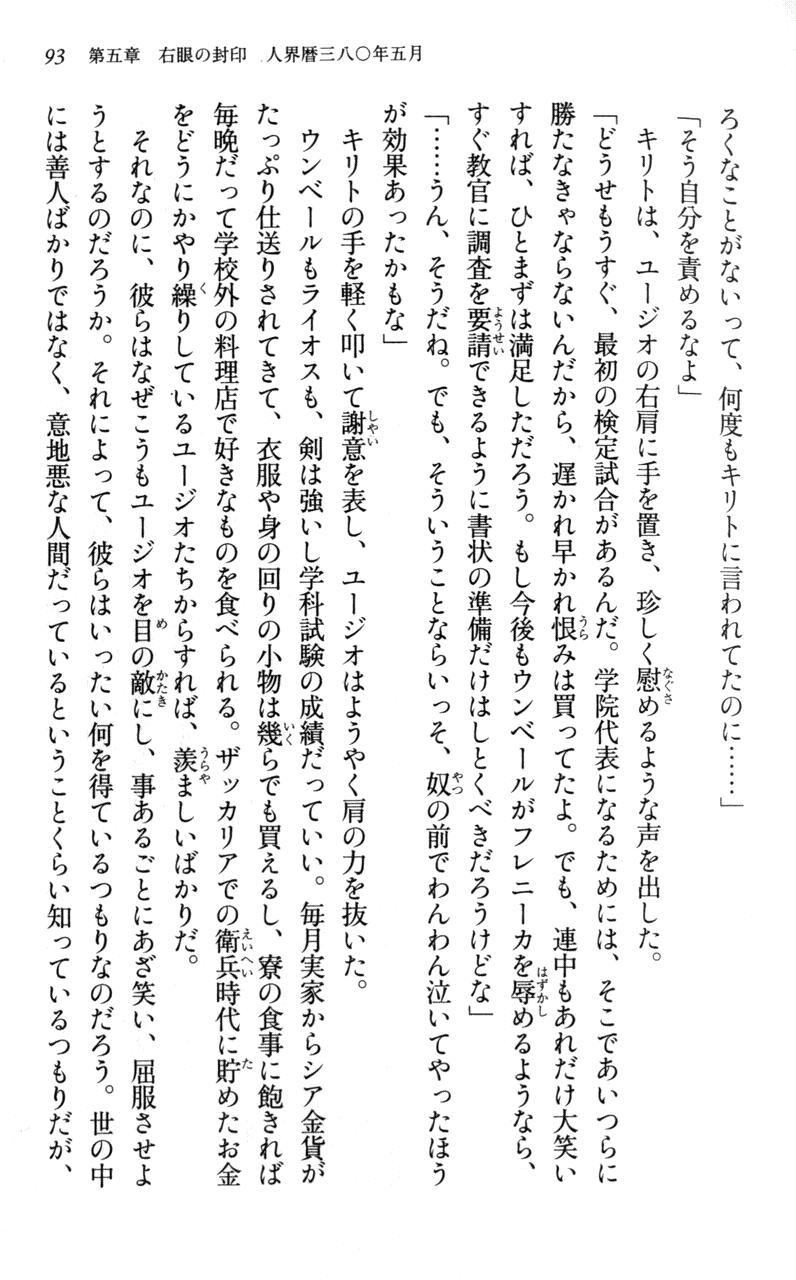 93　第五章　右眼の封印　人界暦三八〇年五月
ろくなことがないって、何度もキリトに言われてたのに……」
「そう自分を責めるなよ」
　キリトは、ユージオの右肩に手を置き、珍しく慰めるような声を出した。
「どうせもうすぐ、最初の検定試合があるんだ。学院代表になるためには、そこであいつらに
勝たなきゃならないんだから、遅かれ早かれ恨みは買ってたよ。でも、連中もあれだけ大笑い
すれば、ひとまずは満足しただろう。もし今後もウンベールがフレニーカを辱めるようなら、
すぐ教官に調査を要請できるように書状の準備だけはしとくべきだろうけどな」
「……うん、そうだね。でも、そういうことならいっそ、奴の前でわんわん泣いてやったほう
が効果あったかもな」
　キリトの手を軽く叩いて謝意を表し、ユージオはようやく肩の力を抜いた。
　ウンベールもライオスも、剣は強いし学科試験の成績だっていい。毎月実家からシア金貨が
たっぷり仕送りされてきて、衣服や身の回りの小物は幾らでも買えるし、寮の食事に飽きれば
毎晩だって学校外の料理店で好きなものを食べられる。ザッカリアでの衛兵時代に貯めたお金
をどうにかやり繰りしているユージオたちからすれば、羨ましいばかりだ。
　それなのに、彼らはなぜこうもユージオを目の敵にし、事あるごとにあざ笑い、屈服させよ
うとするのだろうか。それによって、彼らはいったい何を得ているつもりなのだろう。世の中
には善人ばかりではなく、意地悪な人間だっているということくらい知っているつもりだが、